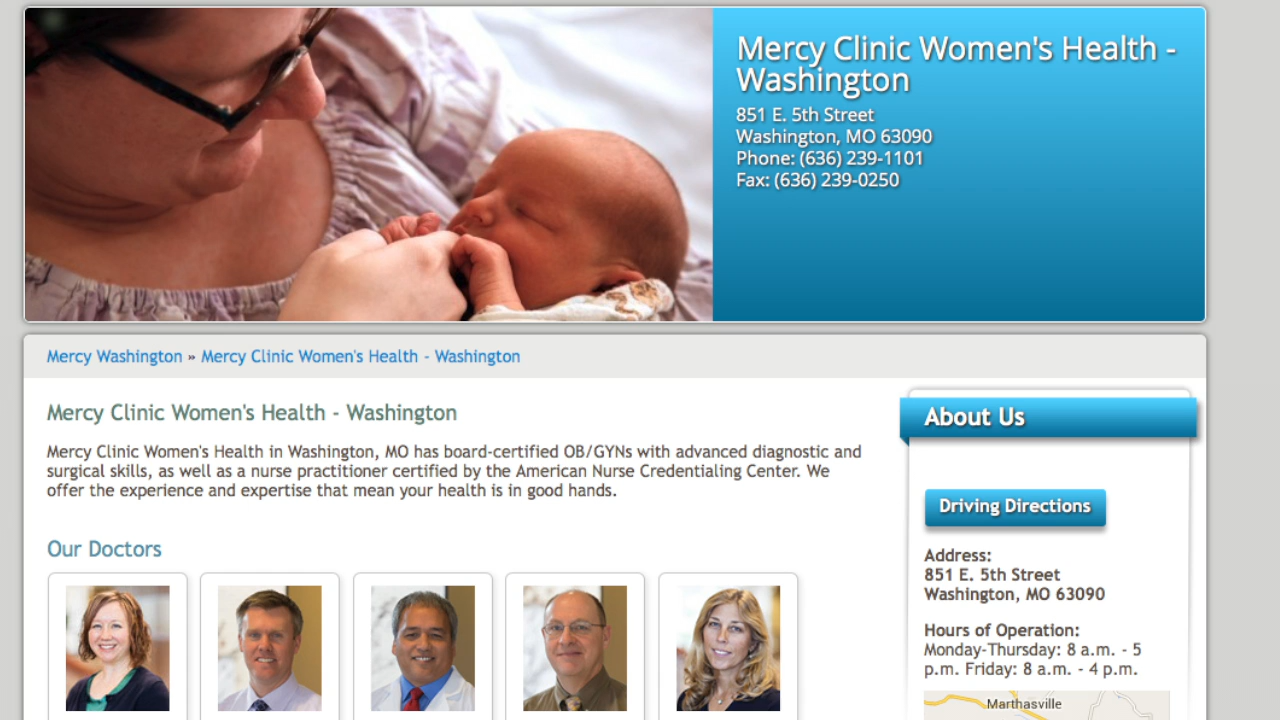 Mercy Clinic Women's Health -
Washington
851 E. 5th Street
Washington, MO 63090
Phone: (636) 239-1101
Fax: (636) 239-0250
Mercy Washington » Mercy Clinic Women's Health - Washington
Mercy Clinic Women's Health - Washington
Mercy Clinic Women's Health in Washington, MO has board-certified OB/GYNs with advanced diagnostic and
surgical skills, as well as a nurse practitioner certified by the American Nurse Credentialing Center. We
offer the experience and expertise that mean your health is in good hands.
Our Doctors
About Us
Driving Directions
Address:
851 E. 5th Street
Washington, MO 63090
Hours of Operation:
Monday-Thursday: 8 a.m. - 5
p.m. Friday: 8 a.m. - 4 p.m.
Marthasville